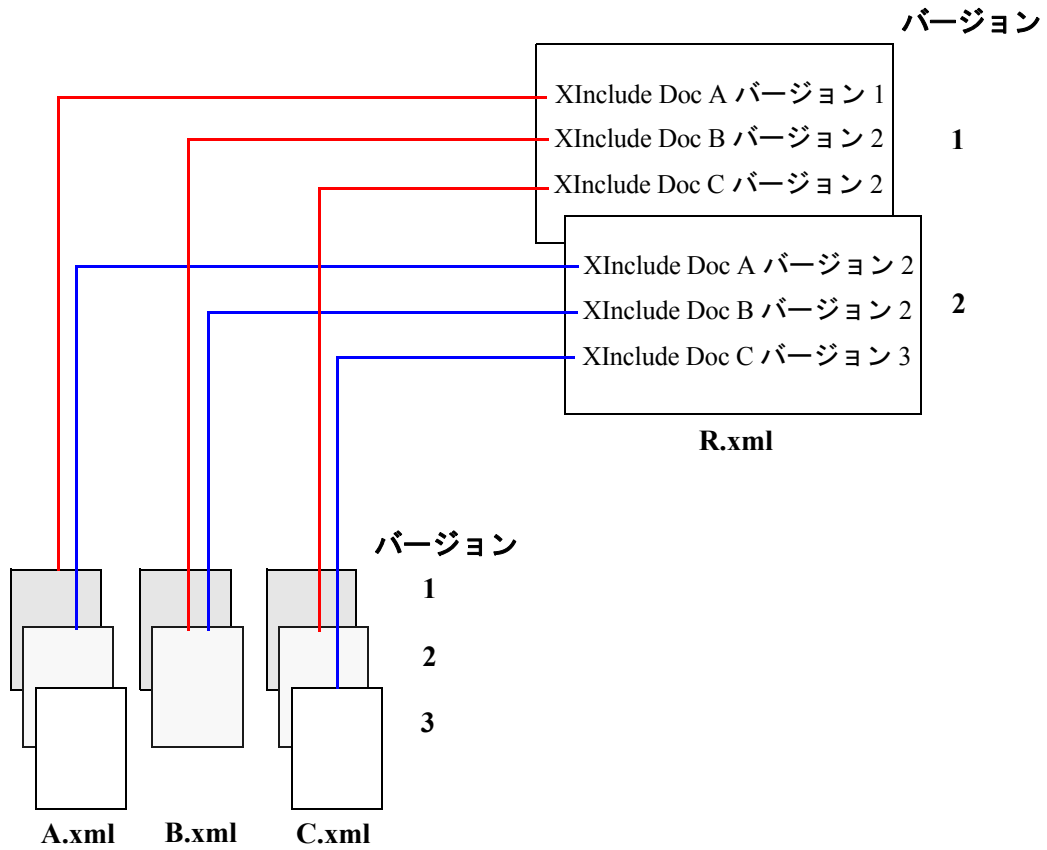 バージョン
XInclude Doc A バージョン 1
XInclude Doc B バージョン 2
XInclude Doc C バージョン 2
1
XInclude Doc A バージョン 2
XInclude Doc B バージョン 2
XInclude Doc C バージョン 3
2
R.xml
バージョン
1
2
3
A.xml
B.xml
C.xml